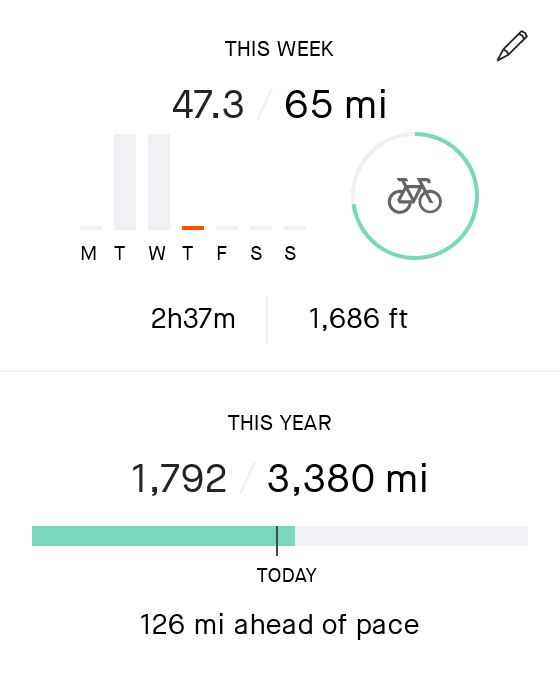 THIS WEEK
47.3 / 65 mi
M T W T F S S
2h37m 1,686 ft
THIS YEAR
1,792 / 3,380 mi
TODAY
126 mi ahead of pace